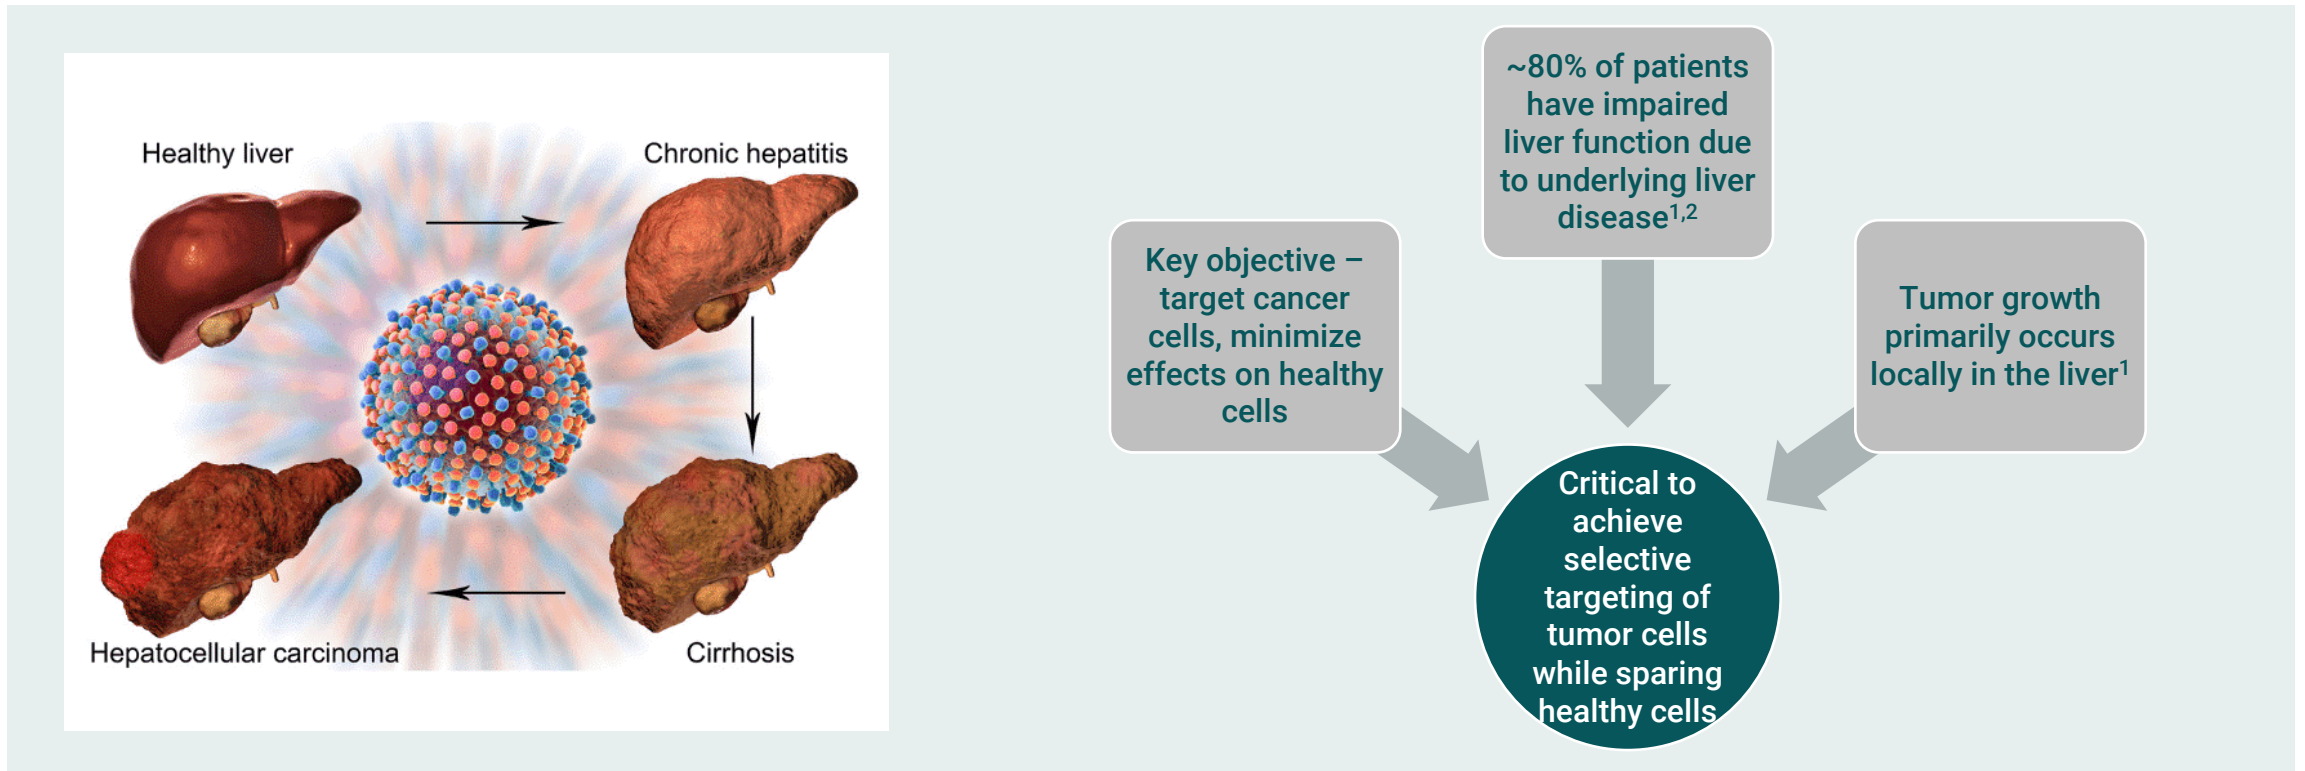 Healthy liver
Chronic hepatitis
Hepatocellular carcinoma
Cirrhosis
Key objective –
target cancer
cells, minimize
effects on healthy
cells
~80% of patients
have impaired
liver function due
to underlying liver
disease1,2
Tumor growth
primarily occurs
locally in the liver1
Critical to
achieve
selective
targeting of
tumor cells
while sparing
healthy cells